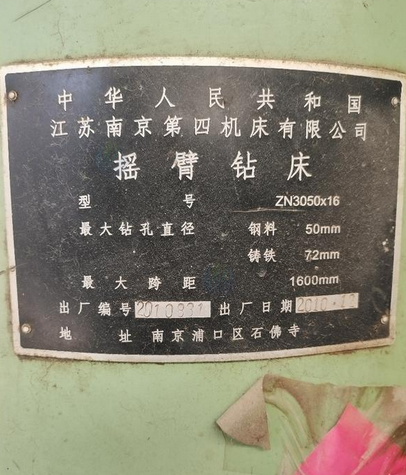 中华人民共和国
江苏南京第四机床有限公司
摇臂钻床
型号 ZN3050x16
最大钻孔直径 钢料 50mm
铸铁 72mm
最大跨距 1600mm
出厂编号 2010931 出厂日期
地址 南京浦口区石佛寺